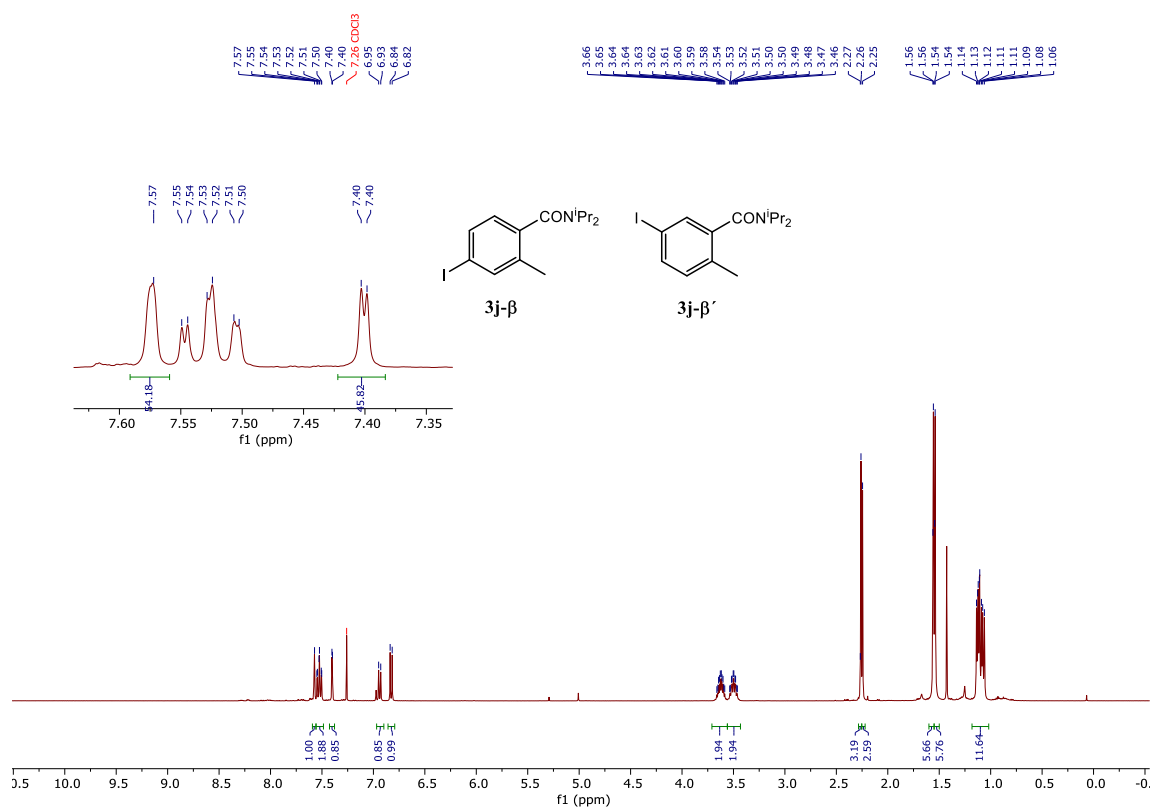 7.57 7.55 7.54 7.53 7.52 7.51 7.50 7.40 7.40 7.26 CDCl3 6.95 6.93 6.84 6.82 3.66 3.65 3.64 3.64 3.63 3.62 3.61 3.60 3.59 3.58 3.54 3.53 3.52 3.51 3.50 3.50 3.49 3.48 3.47 3.46 2.27 2.26 2.25 1.56 1.56 1.54 1.54 1.14 1.13 1.12 1.11 1.11 1.09 1.08 1.06
7.57 7.55 7.54 7.53 7.52 7.51 7.50 7.40 7.40
CONⁱPr₂
I
CONⁱPr₂
I
3j-β
3j-β´
54.18 45.82
7.60 7.55 7.50 7.45 7.40 7.35
f1 (ppm)
1.00 1.88 0.85 0.85 0.99 1.94 1.94 3.19 2.59 5.66 5.76 11.64
0.5 10.0 9.5 9.0 8.5 8.0 7.5 7.0 6.5 6.0 5.5 5.0 4.5 4.0 3.5 3.0 2.5 2.0 1.5 1.0 0.5 0.0 -0.
f1 (ppm)